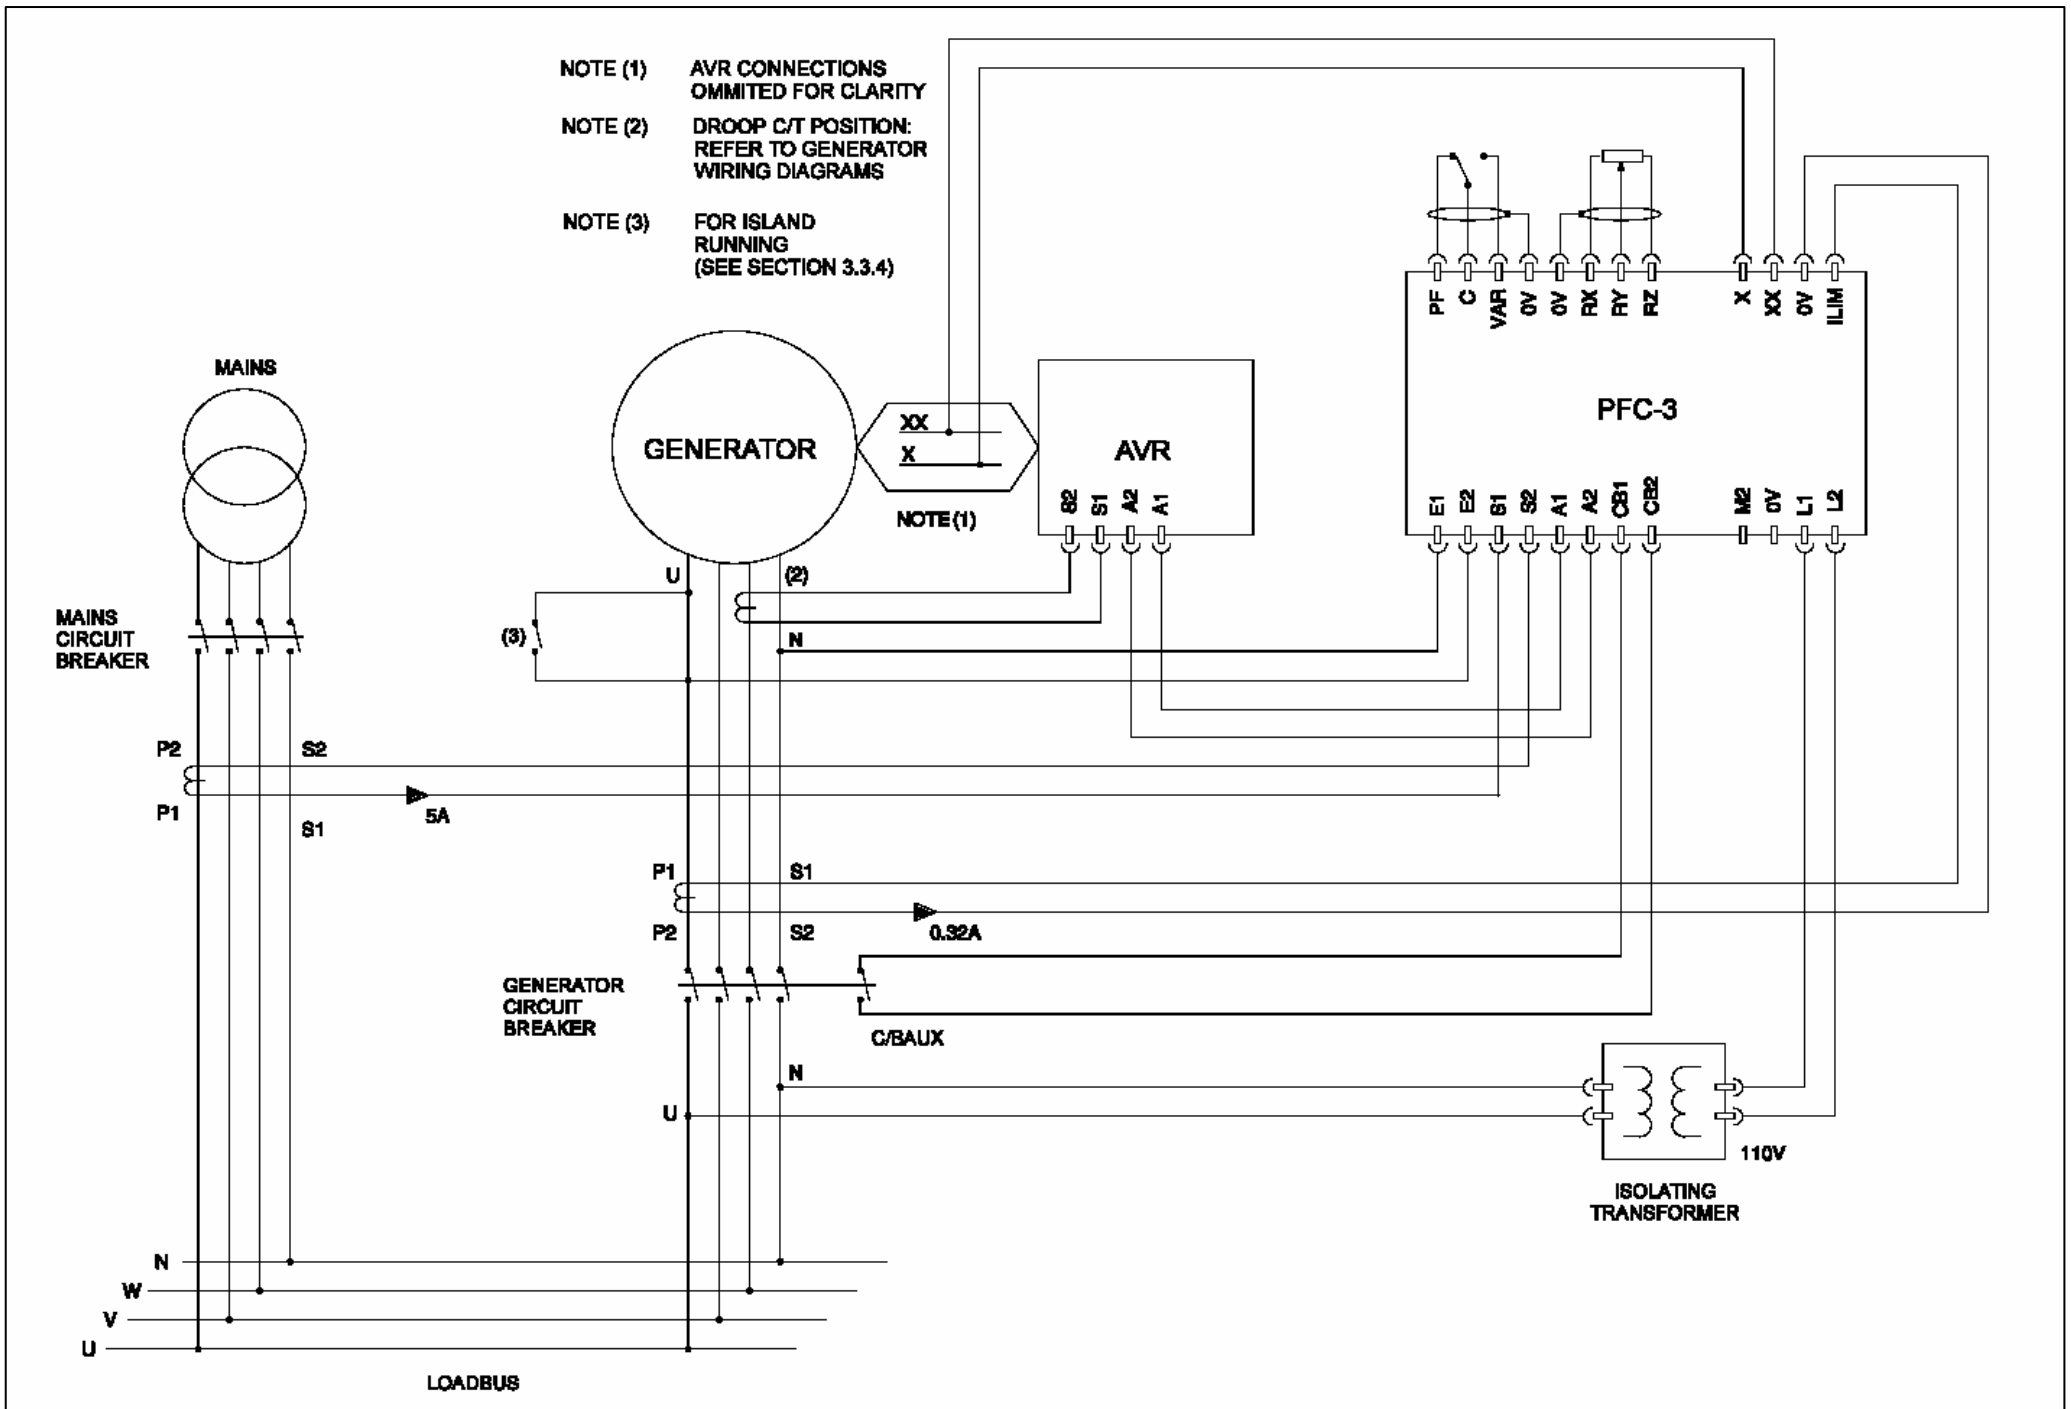 NOTE (1) AVR CONNECTIONS
OMMITED FOR CLARITY
NOTE (2) DROOP C/T POSITION:
REFER TO GENERATOR
WIRING DIAGRAMS
NOTE (3) FOR ISLAND
RUNNING
(SEE SECTION 3.3.4)
PF C VAR 0V 0V RX RY RZ X XX 0V ILIM
PFC-3
E1 E2 S1 S2 A1 A2 CB1 CB2 M2 0V L1 L2
MAINS
GENERATOR
XX
X
NOTE (1)
AVR
S2 S1 A2 A1
U
(2)
N
(3)
MAINS
CIRCUIT
BREAKER
P2 S2
P1 S1
5A
P1 S1
P2 S2
0.32A
GENERATOR
CIRCUIT
BREAKER
C/BAUX
N
U
110V
ISOLATING
TRANSFORMER
N
W
V
U
LOADBUS